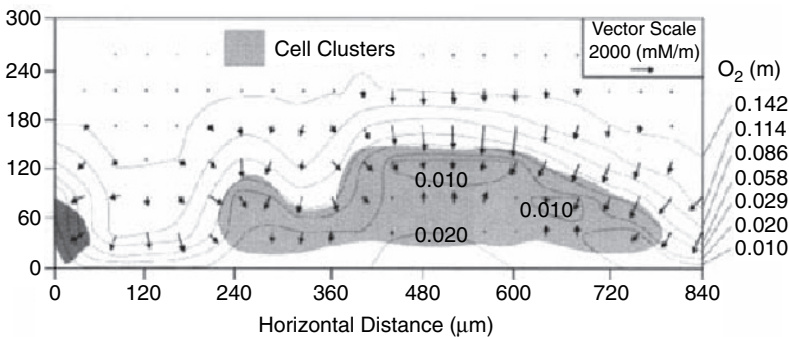 300
240
180
120
60
0
Cell Clusters
Vector Scale
2000 (mM/m)
O₂ (m)
0.142
0.114
0.086
0.058
0.029
0.020
0.010
0.010
0.010
0.020
0 120 240 360 480 600 720 840
Horizontal Distance (μm)